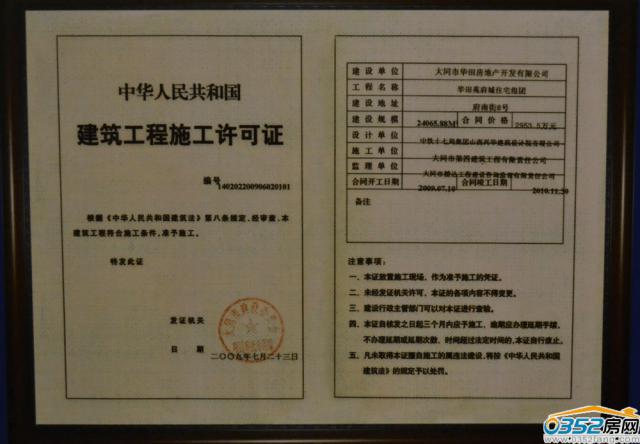 中华人民共和国
建筑工程施工许可证
编号 140202200906020101
根据《中华人民共和国建筑法》第八条规定,经审查,本
建筑工程符合施工条件,准予施工。
特发此证
发证机关
日 期 二〇〇九年七月二十三日
建设单位 大同市华田房地产开发有限公司
工程名称 华田苑府城住宅组团
建设地址 府南街8号
建设规模 24065.88M 合同价格 2953.5万元
设计单位 中铁十七局集团山西兴华建筑设计院有限公司
施工单位 大同市第四建筑工程有限责任公司
监理单位
合同开工日期 2009.07.10 合同竣工日期 2010.11.20
备注
注意事项:
一、本证放置施工现场,作为准予施工的凭证。
二、未经发证机关许可,本证的各项内容不得变更。
三、建设行政主管部门可以对本证进行查验。
四、本证自核发之日起三个月内应予施工,逾期应办理延期手续,
不办理延期或延期次数、时间超过法定时间的,本证自行废止。
五、凡未取得本证擅自施工的属违法建设,将按《中华人民共和国
建筑法》的规定予以处罚。
0352房网
www.0352fang.com